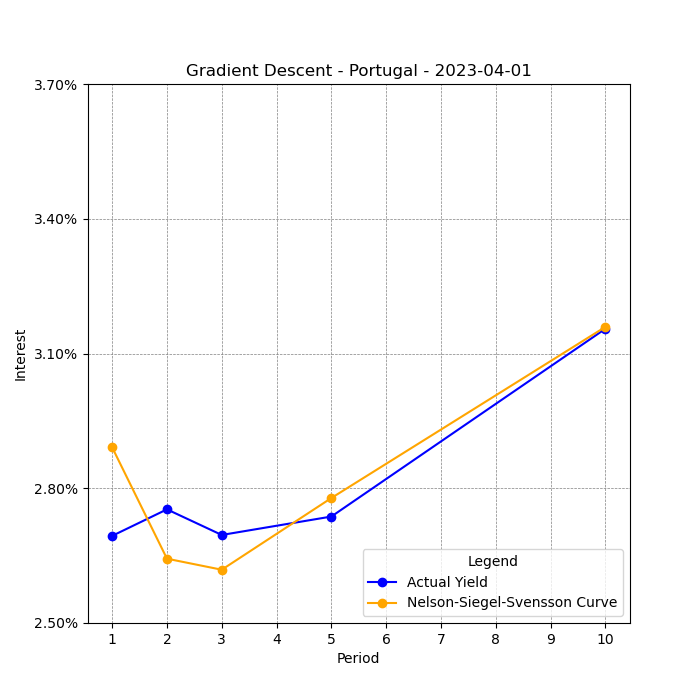 Gradient Descent - Portugal - 2023-04-01
3.70%
3.40%
3.10%
2.80%
2.50%
Interest
1 2 3 4 5 6 7 8 9 10
Period
Legend
Actual Yield
Nelson-Siegel-Svensson Curve